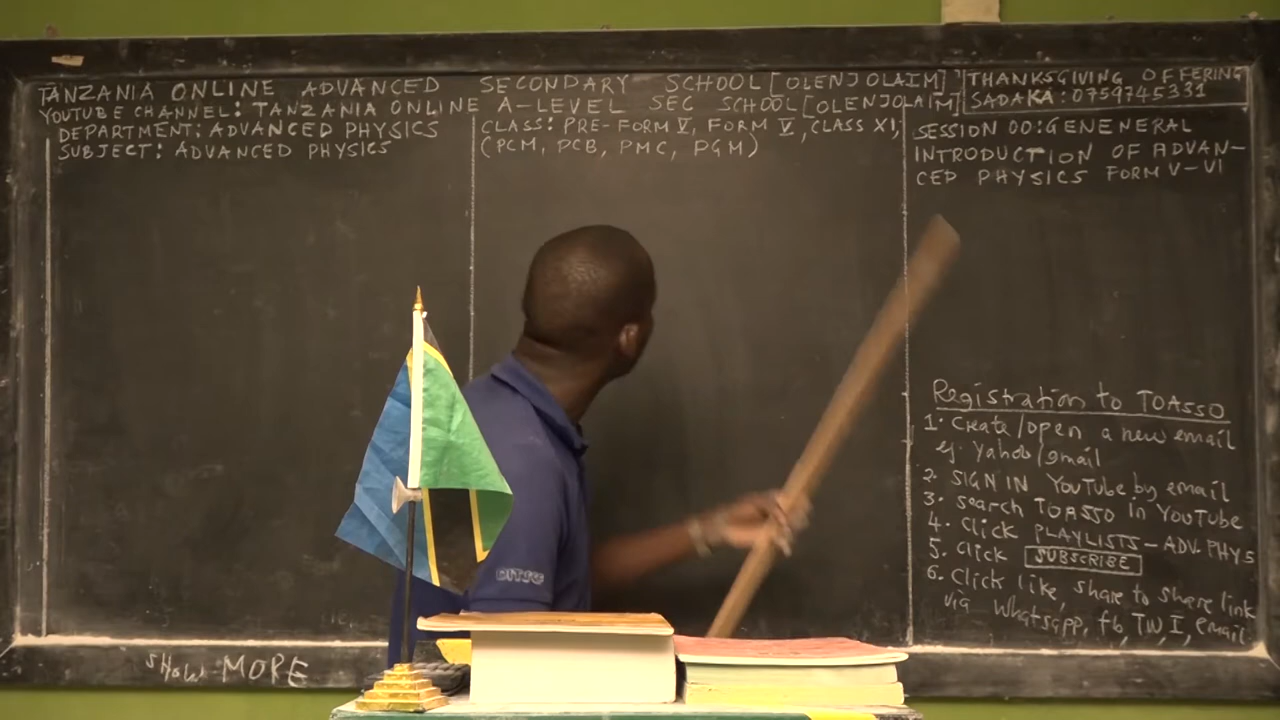 TANZANIA ONLINE ADVANCED SECONDARY SCHOOL [OLENJOLAIM]
YOUTUBE CHANNEL: TANZANIA ONLINE A-LEVEL SEC SCHOOL [OLENJOLAIM]
THANKSGIVING OFFERING
SADAKA: 0759745331
DEPARTMENT: ADVANCED PHYSICS
SUBJECT: ADVANCED PHYSICS
CLASS: PRE-FORM V, FORM V, CLASS XI,
(PCM, PCB, PMC, PGM)
SESSION 00: GENENERAL
INTRODUCTION OF ADVAN-
CED PHYSICS FORM V-VI
Registration to TOASSO
1. Create/open a new email
eg. Yahoo/gmail
2. SIGN IN YOUTUBE by email
3. Search TOASSO in YOUTUBE
4. Click PLAYLISTS - ADV. PHYS
5. Click SUBSCRIBE
6. Click like, share to share link
via Whatsapp, fb, TW, I, email
Show MORE